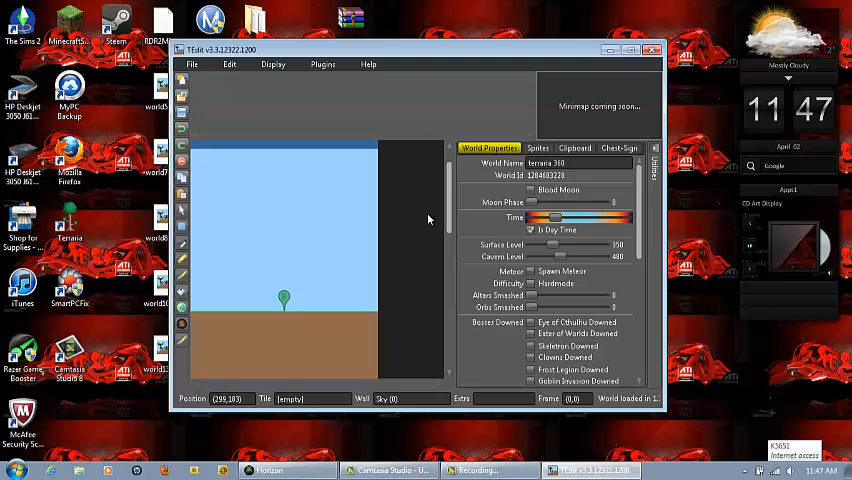 The Sims 2
MinecraftS...
Steam
RDR2M
HP Deskjet
3050 J61...
MyPC
Backup
world5
HP Deskjet
3050 J61...
Mozilla
Firefox
world7
Shop for
Supplies -...
Terraria
world8
iTunes
SmartPCFix
world10
Razer Game
Booster
Camtasia
Studio 8
McAfee
Security Sc...
TEdit v3.3.12322.1200
File
Edit
Display
Plugins
Help
Minimap coming soon...
World Properties
Sprites
Clipboard
Chest-Sign
Utilities
World Name
terraria 360
World Id
1284603228
Blood Moon
Moon Phase
0
Time
Is Day Time
Surface Level
350
Cavern Level
480
Meteor
Spawn Meteor
Difficulty
Hardmode
Altars Smashed
0
Orbs Smashed
0
Bosses Downed
Eye of Cthulhu Downed
Eater of Worlds Downed
Skeletron Downed
Clowns Downed
Frost Legion Downed
Goblin Invasion Downed
S
Position
(299,103)
Tile
[empty]
Wall
Sky (0)
Extra
Frame
(0,0)
World loaded in 1.
2°
Mostly Cloudy
11
47
April 02
Google
Apps1
CD Art Display
ATI
K5651
Internet access
Horizon
Camtasia Studio - U...
Recording...
TEdit v3.3.12322.1200
11:47 AM